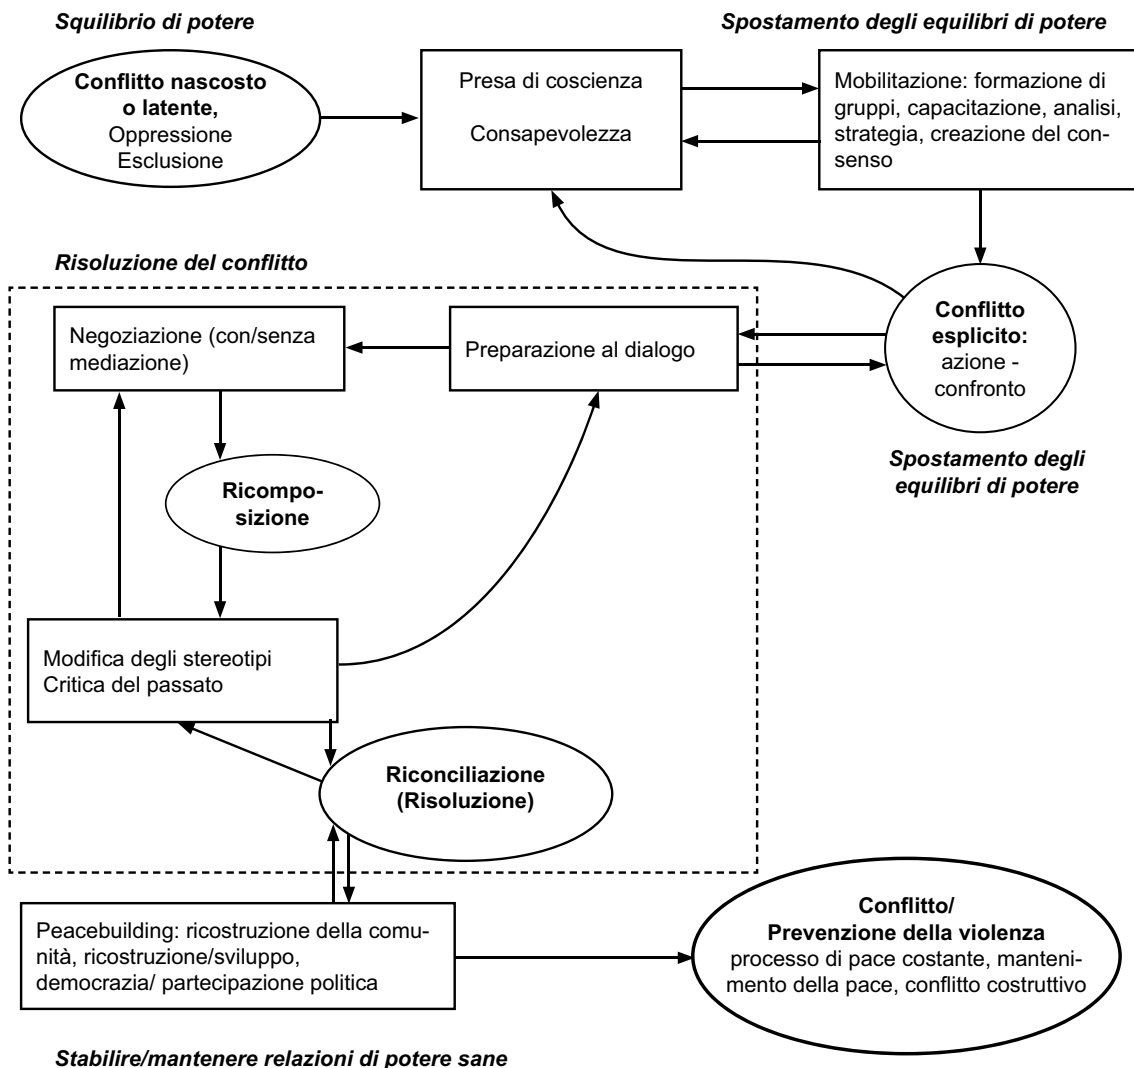 Squilibrio di potere
Spostamento degli equilibri di potere
Conflitto nascosto
o latente,
Oppressione
Esclusione
Presa di coscienza
Consapevolezza
Mobilitazione: formazione di
gruppi, capacitazione, analisi,
strategia, creazione del con-
senso
Risoluzione del conflitto
Negoziazione (con/senza
mediazione)
Preparazione al dialogo
Conflitto
esplicito:
azione -
confronto
Spostamento degli
equilibri di potere
Ricompo-
sizione
Modifica degli stereotipi
Critica del passato
Riconciliazione
(Risoluzione)
Peacebuilding: ricostruzione della comu-
nità, ricostruzione/sviluppo,
democrazia/ partecipazione politica
Conflitto/
Prevenzione della violenza
processo di pace costante, manteni-
mento della pace, conflitto costruttivo
Stabilire/mantenere relazioni di potere sane